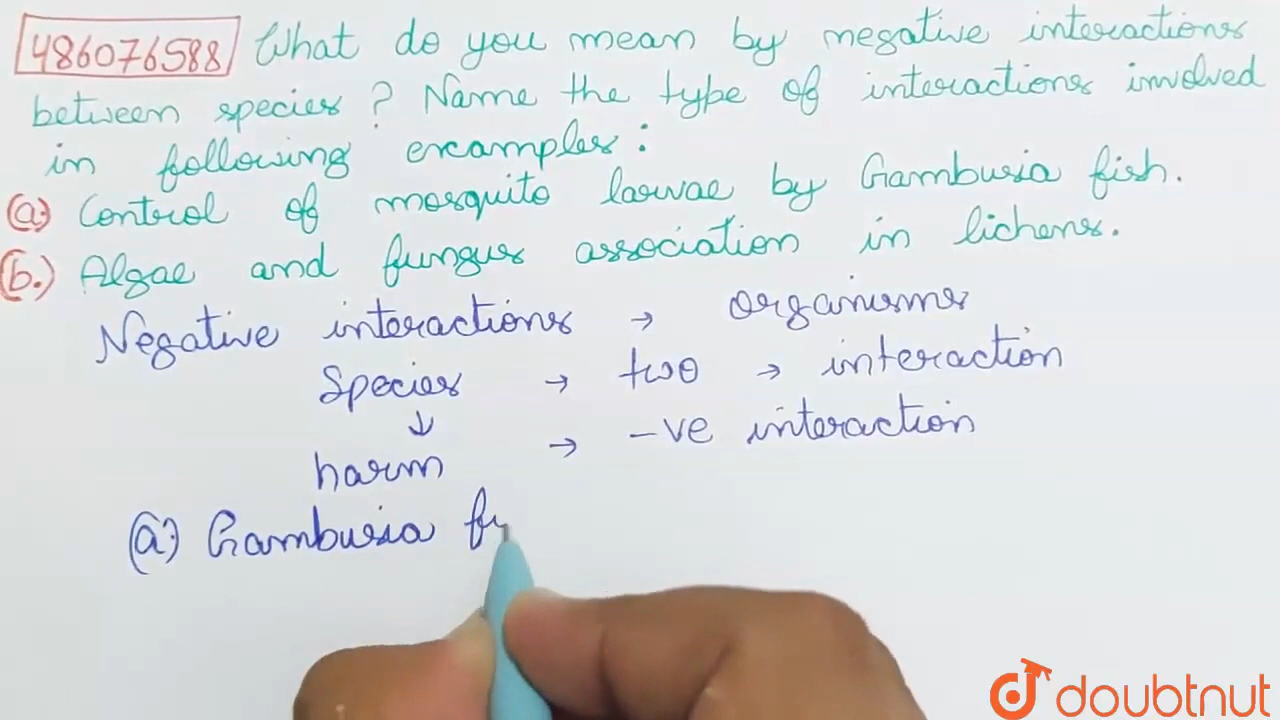 486076588 What do you mean by negative interactions
between species? Name the type of interactions involved
in following examples:
(a.) Control of mosquito larvae by Gambusia fish.
(b.) Algae and fungus association in lichens.
Negative interactions → organisms
Species → two → interaction
↓
harm → -ve interaction
(a.) Gambusia
doubtnut